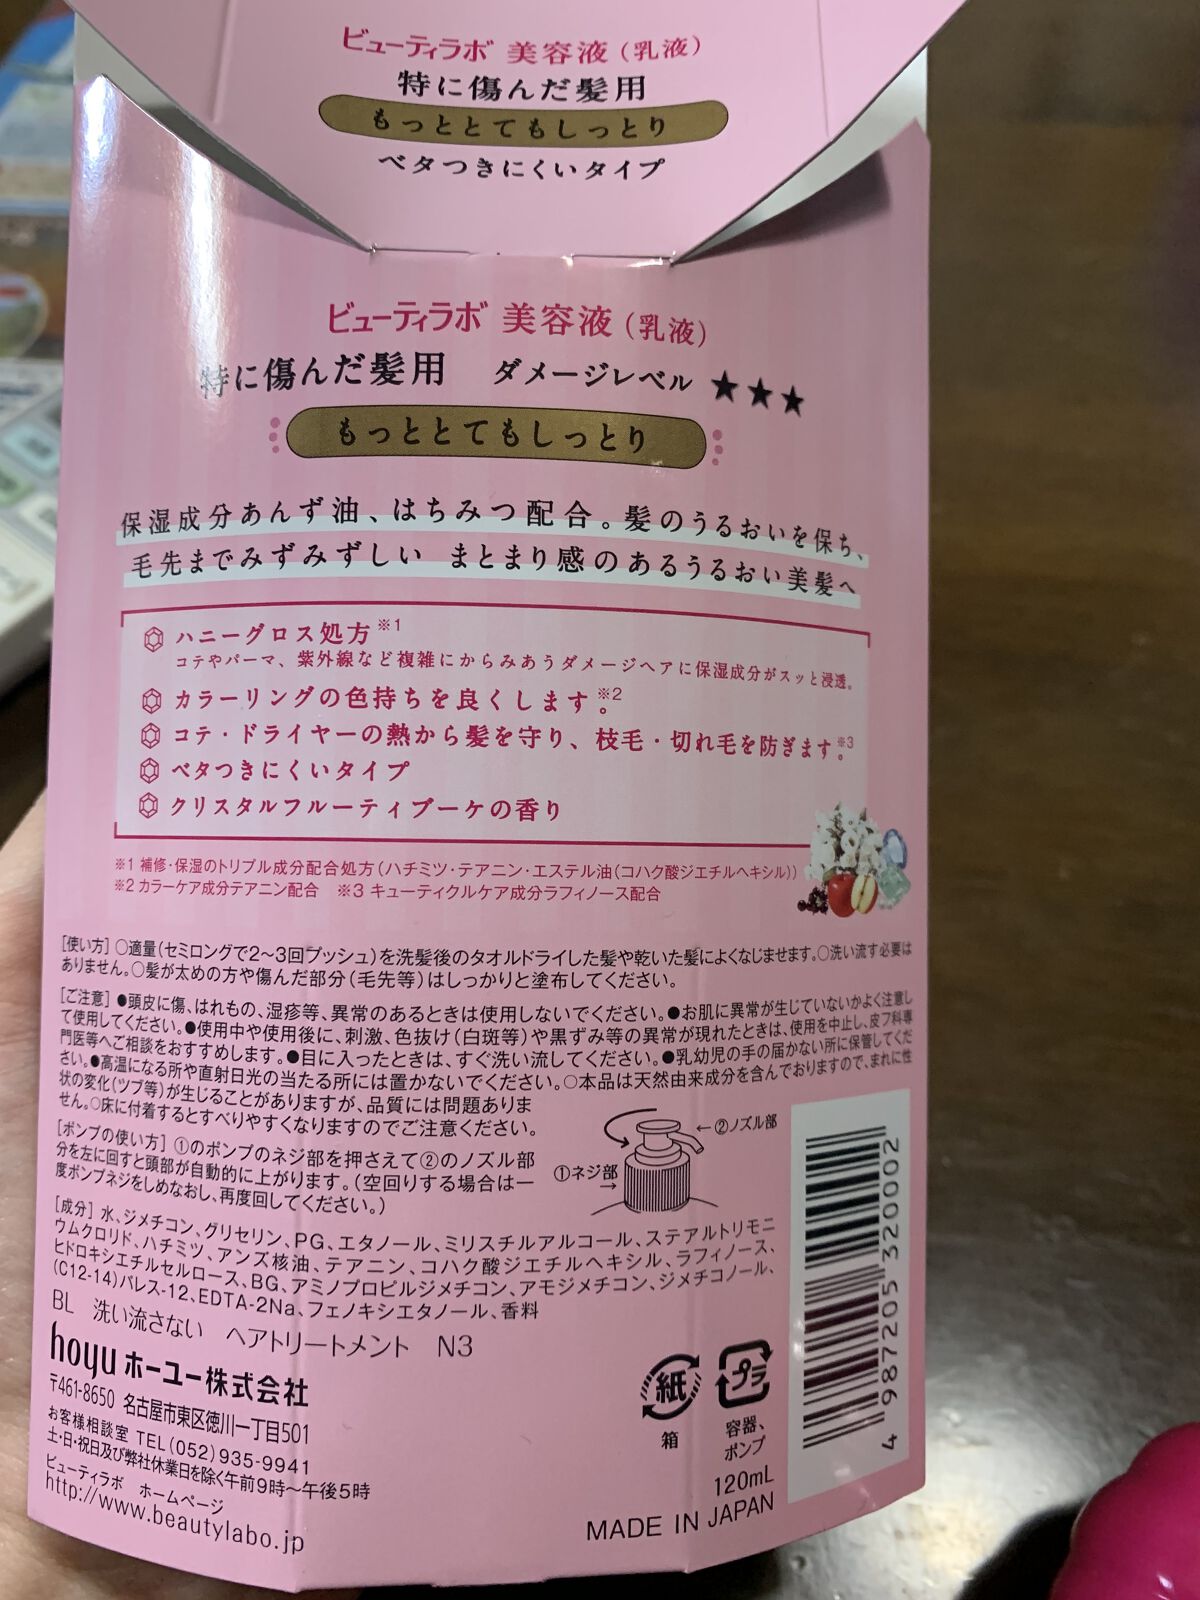 ビューティラボ 美容液（乳液）
特に傷んだ髪用
もっととてもしっとり
ベタつきにくいタイプ
ビューティラボ 美容液（乳液）
特に傷んだ髪用 ダメージレベル ★★★
もっととてもしっとり
保湿成分あんず油、はちみつ配合。髪のうるおいを保ち、
毛先までみずみずしい まとまり感のあるうるおい美髪へ
ハニーグロス処方※1
コテやパーマ、紫外線など複雑にからみあうダメージヘアに保湿成分がスッと浸透。
カラーリングの色持ちを良くします。※2
コテ・ドライヤーの熱から髪を守り、枝毛・切れ毛を防ぎます。※3
ベタつきにくいタイプ
クリスタルフルーティブーケの香り
※1 補修・保湿のトリプル成分配合処方（ハチミツ・テアニン・エステル油（コハク酸ジエチルヘキシル））
※2 カラーケア成分テアニン配合 ※3 キューティクルケア成分ラフィノース配合
［使い方］○適量（セミロングで2〜3回プッシュ）を洗髪後のタオルドライした髪や乾いた髪によくなじませます。○洗い流す必要は
ありません。○髪が太めの方や傷んだ部分（毛先等）はしっかりと塗布してください。
［ご注意］●頭皮に傷、はれもの、湿疹等、異常のあるときは使用しないでください。●お肌に異常が生じていないかよく注意し
て使用してください。●使用中や使用後に、刺激、色抜け（白斑等）や黒ずみ等の異常が現れたときは、使用を中止し、皮フ科専
門医等へご相談をおすすめします。●目に入ったときは、すぐ洗い流してください。●乳幼児の手の届かない所に保管してくだ
さい。●高温になる所や直射日光の当たる所には置かないでください。○本品は天然由来成分を含んでおりますので、まれに性
状の変化（ツブ等）が生じることがありますが、品質には問題ありま
せん。○床に付着するとすべりやすくなりますのでご注意ください。
［ポンプの使い方］①のポンプのネジ部を押さえて②のノズル部
分を左に回すと頭部が自動的に上がります。（空回りする場合は一
度ポンプネジをしめなおし、再度回してください。）
①ネジ部→
←②ノズル部
［成分］水、ジメチコン、グリセリン、PG、エタノール、ミリスチルアルコール、ステアルトリモニ
ウムクロリド、ハチミツ、アンズ核油、テアニン、コハク酸ジエチルヘキシル、ラフィノース、
ヒドロキシエチルセルロース、BG、アミノプロピルジメチコン、アモジメチコン、ジメチコノール、
(C12-14)パレス-12、EDTA-2Na、フェノキシエタノール、香料
BL 洗い流さない ヘアトリートメント N3
hoyu ホーユー株式会社
〒461-8650 名古屋市東区徳川一丁目501
お客様相談室 TEL（052）935-9941
土・日・祝日及び弊社休業日を除く午前9時〜午後5時
ビューティラボ ホームページ
http://www.beautylabo.jp
紙
箱
プラ
容器、
ポンプ
120mL
MADE IN JAPAN
4 987205 320002